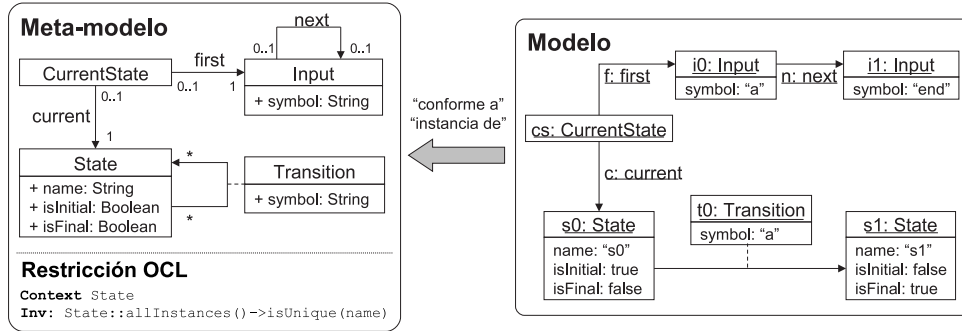 Meta-modelo
next
0..1
0..1
first
CurrentState
0..1
1
Input
+ symbol: String
0..1
current
1
State
+ name: String
+ isInitial: Boolean
+ isFinal: Boolean
*
*
Transition
+ symbol: String
Restricción OCL
Context State
Inv: State::allInstances()->isUnique(name)
“conforme a”
“instancia de”
Modelo
f: first
i0: Input
symbol: “a”
n: next
i1: Input
symbol: “end”
cs: CurrentState
c: current
s0: State
name: “s0”
isInitial: true
isFinal: false
t0: Transition
symbol: “a”
s1: State
name: “s1”
isInitial: false
isFinal: true